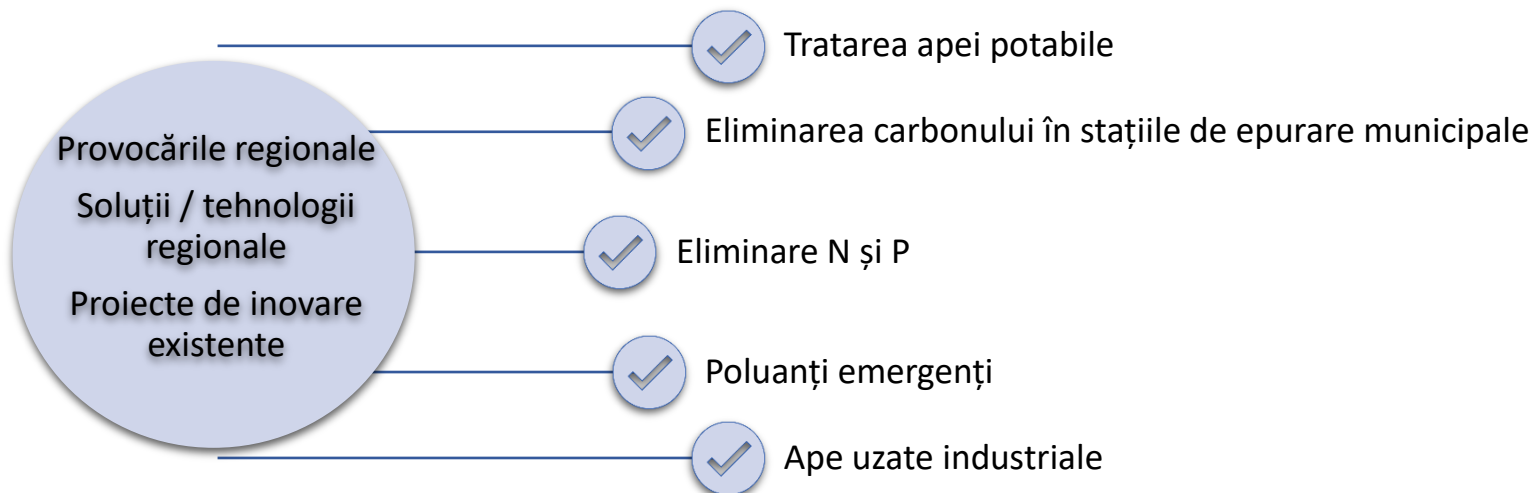 Provocările regionale
Soluții / tehnologii
regionale
Proiecte de inovare
existente
Tratarea apei potabile
Eliminarea carbonului în stațiile de epurare municipale
Eliminare N și P
Poluanți emergenți
Ape uzate industriale